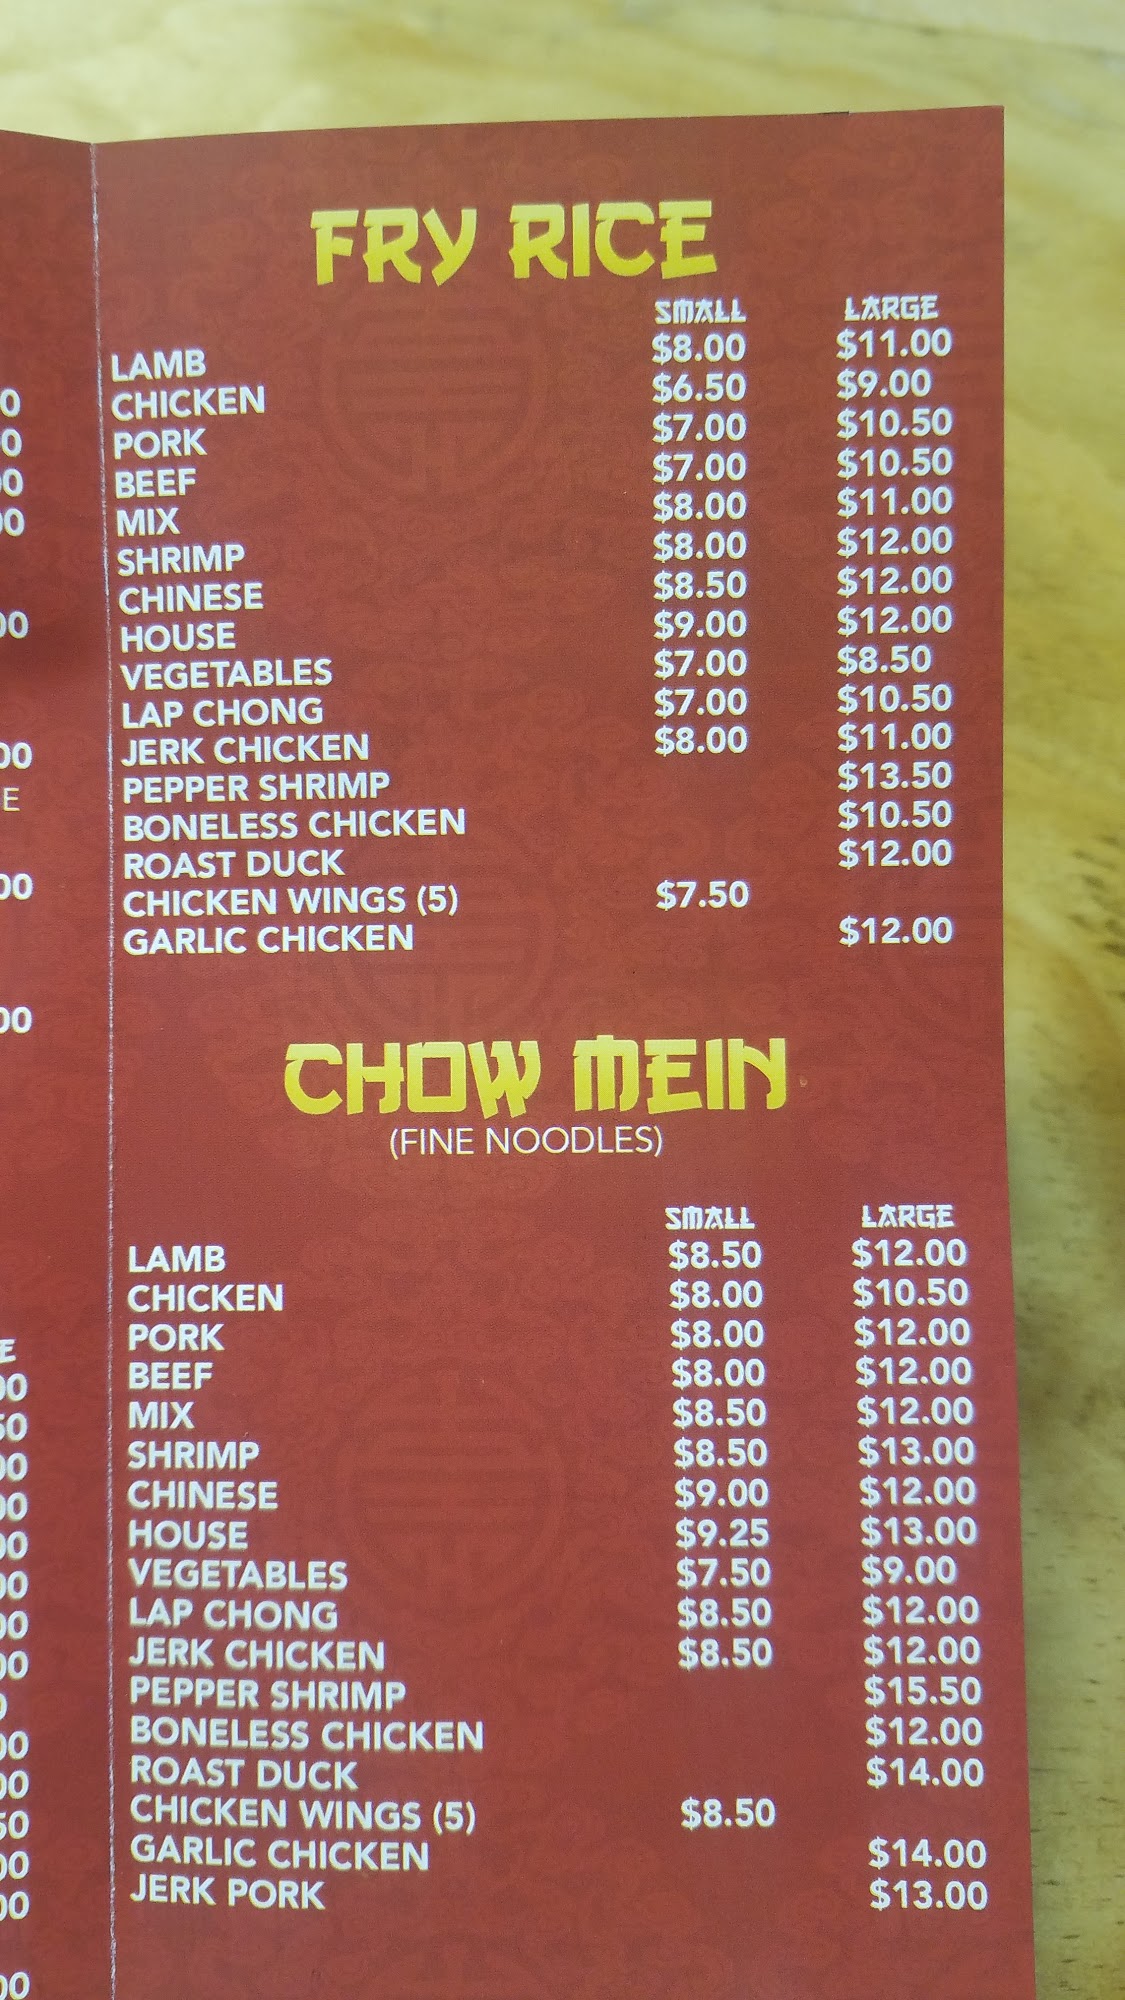 FRY RICE
SMALL LARGE
LAMB $8.00 $11.00
CHICKEN $6.50 $9.00
PORK $7.00 $10.50
BEEF $7.00 $10.50
MIX $8.00 $11.00
SHRIMP $8.00 $12.00
CHINESE $8.50 $12.00
HOUSE $9.00 $12.00
VEGETABLES $7.00 $8.50
LAP CHONG $7.00 $10.50
JERK CHICKEN $8.00 $11.00
PEPPER SHRIMP $13.50
BONELESS CHICKEN $10.50
ROAST DUCK $12.00
CHICKEN WINGS (5) $7.50
GARLIC CHICKEN $12.00
CHOW MEIN
(FINE NOODLES)
SMALL LARGE
LAMB $8.50 $12.00
CHICKEN $8.00 $10.50
PORK $8.00 $12.00
BEEF $8.00 $12.00
MIX $8.50 $12.00
SHRIMP $8.50 $13.00
CHINESE $9.00 $12.00
HOUSE $9.25 $13.00
VEGETABLES $7.50 $9.00
LAP CHONG $8.50 $12.00
JERK CHICKEN $8.50 $12.00
PEPPER SHRIMP $15.50
BONELESS CHICKEN $12.00
ROAST DUCK $14.00
CHICKEN WINGS (5) $8.50
GARLIC CHICKEN $14.00
JERK PORK $13.00